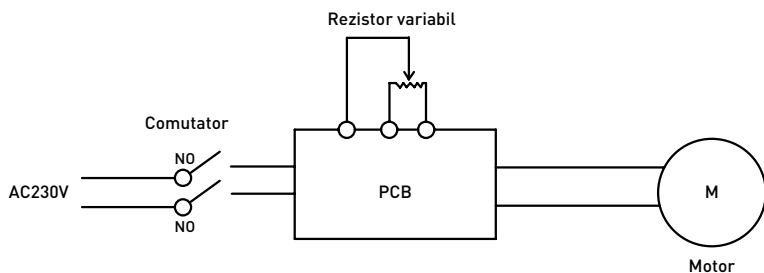 Rezistor variabil
Comutator
NO
AC230V
NO
PCB
M
Motor